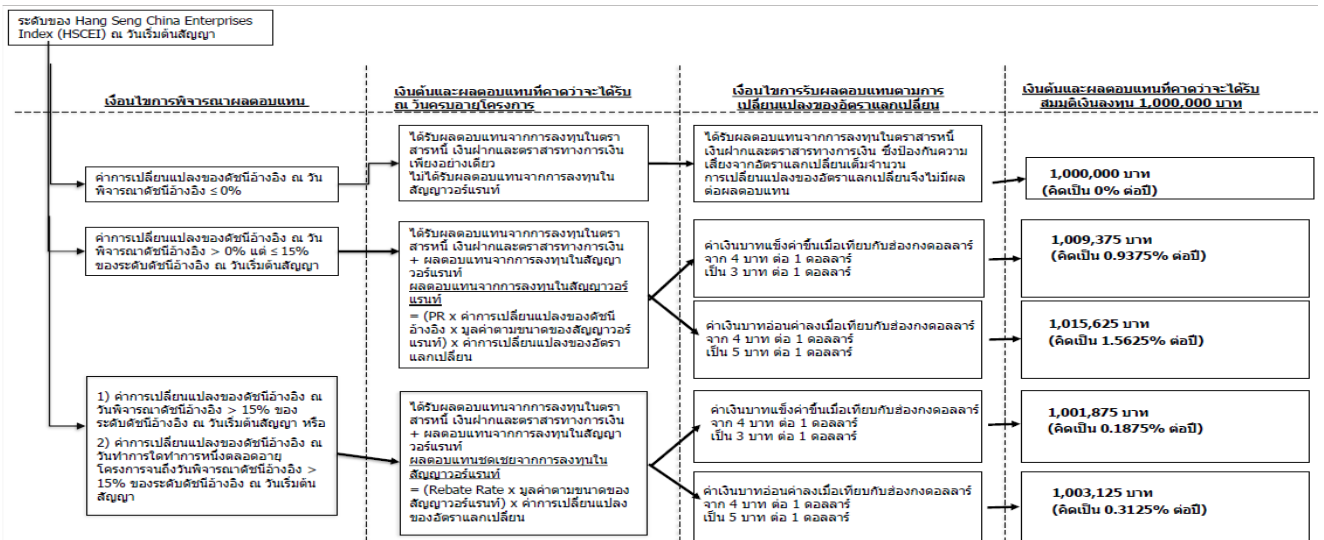 ระดับของ Hang Seng China Enterprises
Index (HSCEI) ณ วันเริ่มต้นสัญญา
เงื่อนไขการพิจารณาผลตอบแทน
เงินต้นและผลตอบแทนที่คาดว่าจะได้รับ
ณ วันครบอายุโครงการ
เงื่อนไขการรับผลตอบแทนตามการ
เปลี่ยนแปลงของอัตราแลกเปลี่ยน
เงินต้นและผลตอบแทนที่คาดว่าจะได้รับ
สมมติเงินลงทุน 1,000,000 บาท
ค่าการเปลี่ยนแปลงของดัชนีอ้างอิง ณ วัน
พิจารณาดัชนีอ้างอิง ≤ 0%
ได้รับผลตอบแทนจากการลงทุนในตรา
สารหนี้ เงินฝากและตราสารทางการเงิน
เพียงอย่างเดียว
ไม่ได้รับผลตอบแทนจากการลงทุนใน
สัญญาวอร์แรนท์
ได้รับผลตอบแทนจากการลงทุนในตราสารหนี้
เงินฝากและตราสารทางการเงิน ซึ่งป้องกันความ
เสี่ยงจากอัตราแลกเปลี่ยนเต็มจำนวน
การเปลี่ยนแปลงของอัตราแลกเปลี่ยนจึงไม่มีผล
ต่อผลตอบแทน
1,000,000 บาท
(คิดเป็น 0% ต่อปี)
ค่าการเปลี่ยนแปลงของดัชนีอ้างอิง ณ วัน
พิจารณาดัชนีอ้างอิง > 0% แต่ ≤ 15%
ของระดับดัชนีอ้างอิง ณ วันเริ่มต้นสัญญา
ได้รับผลตอบแทนจากการลงทุนในตรา
สารหนี้ เงินฝากและตราสารทางการเงิน
+ ผลตอบแทนจากการลงทุนในสัญญา
วอร์แรนท์
ผลตอบแทนจากการลงทุนในสัญญาวอร์
แรนท์
= (PR x ค่าการเปลี่ยนแปลงของดัชนี
อ้างอิง x มูลค่าตามขนาดของสัญญาวอร์
แรนท์) x ค่าการเปลี่ยนแปลงของอัตรา
แลกเปลี่ยน
ค่าเงินบาทแข็งค่าขึ้นเมื่อเทียบกับฮ่องกงดอลลาร์
จาก 4 บาท ต่อ 1 ดอลลาร์
เป็น 3 บาท ต่อ 1 ดอลลาร์
1,009,375 บาท
(คิดเป็น 0.9375% ต่อปี)
ค่าเงินบาทอ่อนค่าลงเมื่อเทียบกับฮ่องกงดอลลาร์
จาก 4 บาท ต่อ 1 ดอลลาร์
เป็น 5 บาท ต่อ 1 ดอลลาร์
1,015,625 บาท
(คิดเป็น 1.5625% ต่อปี)
1) ค่าการเปลี่ยนแปลงของดัชนีอ้างอิง ณ
วันพิจารณาดัชนีอ้างอิง > 15% ของ
ระดับดัชนีอ้างอิง ณ วันเริ่มต้นสัญญา หรือ
2) ค่าการเปลี่ยนแปลงของดัชนีอ้างอิง ณ
วันทำการใดทำการหนึ่งตลอดอายุ
โครงการจนถึงวันพิจารณาดัชนีอ้างอิง >
15% ของระดับดัชนีอ้างอิง ณ วันเริ่มต้น
สัญญา
ได้รับผลตอบแทนจากการลงทุนในตรา
สารหนี้ เงินฝากและตราสารทางการเงิน
+ ผลตอบแทนจากการลงทุนในสัญญา
วอร์แรนท์
ผลตอบแทนชดเชยจากการลงทุนใน
สัญญาวอร์แรนท์
= (Rebate Rate x มูลค่าตามขนาดของ
สัญญาวอร์แรนท์) x ค่าการเปลี่ยนแปลง
ของอัตราแลกเปลี่ยน
ค่าเงินบาทแข็งค่าขึ้นเมื่อเทียบกับฮ่องกงดอลลาร์
จาก 4 บาท ต่อ 1 ดอลลาร์
เป็น 3 บาท ต่อ 1 ดอลลาร์
1,001,875 บาท
(คิดเป็น 0.1875% ต่อปี)
ค่าเงินบาทอ่อนค่าลงเมื่อเทียบกับฮ่องกงดอลลาร์
จาก 4 บาท ต่อ 1 ดอลลาร์
เป็น 5 บาท ต่อ 1 ดอลลาร์
1,003,125 บาท
(คิดเป็น 0.3125% ต่อปี)